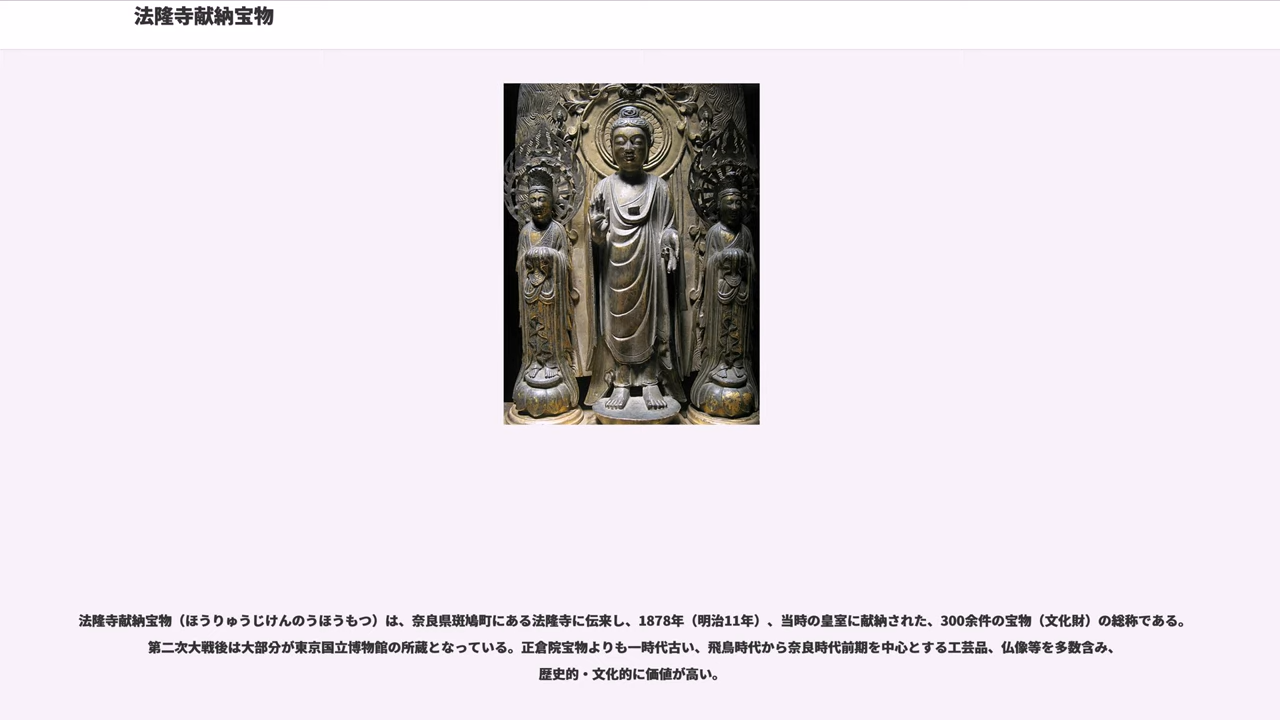 法隆寺献納宝物
法隆寺献納宝物（ほうりゅうじけんのうほうもつ）は、奈良県斑鳩町にある法隆寺に伝来し、1878年（明治11年）、当時の皇室に献納された、300余件の宝物（文化財）の総称である。
第二次大戦後は大部分が東京国立博物館の所蔵となっている。正倉院宝物よりも一時代古い、飛鳥時代から奈良時代前期を中心とする工芸品、仏像等を多数含み、
歴史的・文化的に価値が高い。